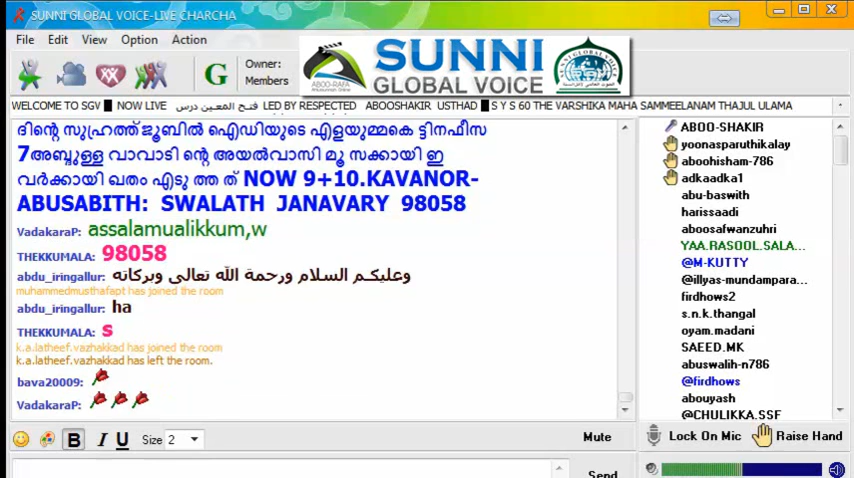 SUNNI GLOBAL VOICE-LIVE CHARCHA
File Edit View Option Action
G
Owner:
Members
ABOO-RAFA
SUNNI
GLOBAL VOICE
WELCOME TO SGV █ NOW LIVE فتح المعين درس LED BY RESPECTED ABOOSHAKIR USTHAD █ S Y S 60 THE VARSHIKA MAHA SAMMEELANAM THAJUL ULAMA
ദിന്റെ സുഹൃത്ത് ജൂബിൽ ഐഡിയുടെ എളയുമ്മകെ ട്ടിനഫീസ
7അബ്ദുള്ള വാവാടി ന്റെ അയൽവാസി മൂ സക്കായി ഇ
വർക്കായി ഖതം എടു ത്ത ത് NOW 9+10.KAVANOR-
ABUSABITH: SWALATH JANAVARY 98058
VadakaraP: assalamualikkum,w
THEKKUMALA: 98058
abdu_iringallur: وعليكـم السلام ورحمة الله تعالى وبركاته
muhammedmusthafapt has joined the room
abdu_iringallur: ha
THEKKUMALA: s
k.a.latheef.vazhakkad has joined the room
k.a.latheef.vazhakkad has left the room.
bava20009:
VadakaraP:
ABOO-SHAKIR
yoonasparuthikalay
aboohisham-786
adkaadka1
abu-baswith
harissaadi
aboosafwanzuhri
YAA.RASOOL.SALA...
@M-KUTTY
@illyas-mundampara...
firdhows2
s.n.k.thangal
oyam.madani
SAEED.MK
abuswalih-n786
@firdhows
abouyash
@CHULIKKA.SSF
B I U Size 2
Mute
Lock On Mic Raise Hand
Send